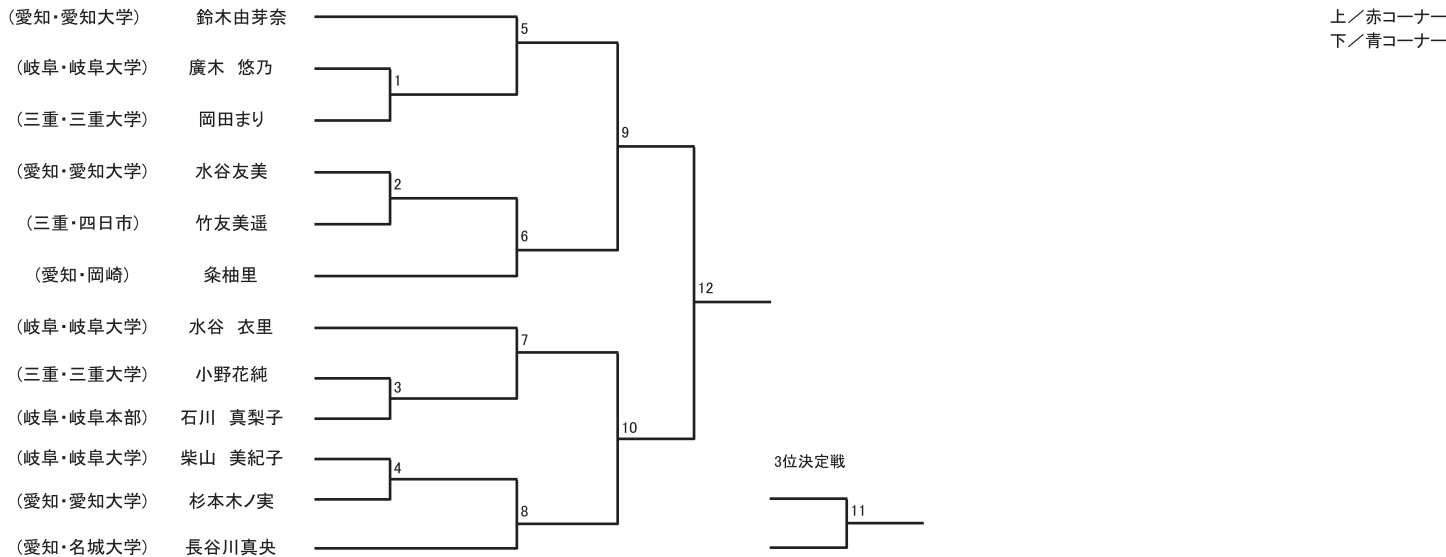 (愛知・愛知大学) 鈴木由芽奈
上／赤コーナー
5
下／青コーナー
(岐阜・岐阜大学) 廣木 悠乃
1
(三重・三重大学) 岡田まり
9
(愛知・愛知大学) 水谷友美
2
(三重・四日市) 竹友美遥
6
(愛知・岡崎) 粂柚里
12
(岐阜・岐阜大学) 水谷 衣里
7
(三重・三重大学) 小野花純
3
(岐阜・岐阜本部) 石川 真梨子
10
(岐阜・岐阜大学) 柴山 美紀子
3位決定戦
4
(愛知・愛知大学) 杉本木ノ実
8
11
(愛知・名城大学) 長谷川真央